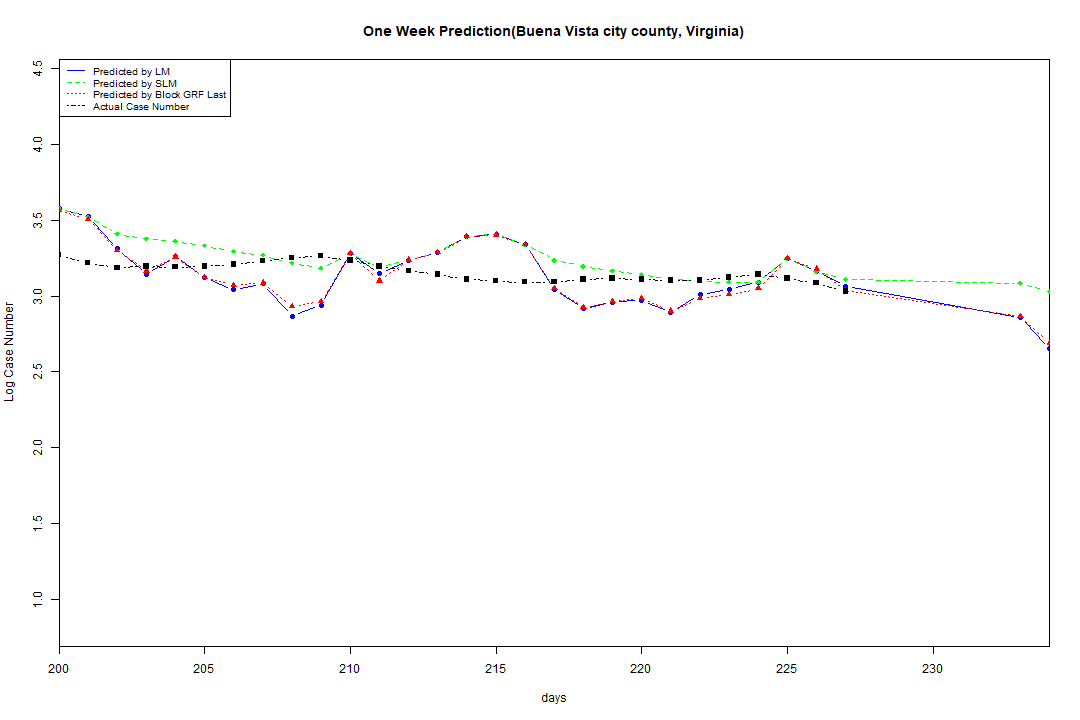 One Week Prediction(Buena Vista city county, Virginia)
Predicted by LM
Predicted by SLM
Predicted by Block GRF Last
Actual Case Number
4.5
4.0
3.5
3.0
2.5
2.0
1.5
1.0
Log Case Number
200 205 210 215 220 225 230
days